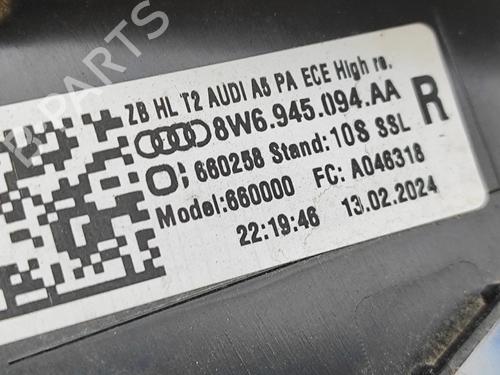 B PARTS
ZB HL T2 AUDI A5 PA ECE High re.
8W6.945.094.AA R
660258 Stand: 10S SSL
Model:660000 FC: A046318
22:19:46 13.02.2024